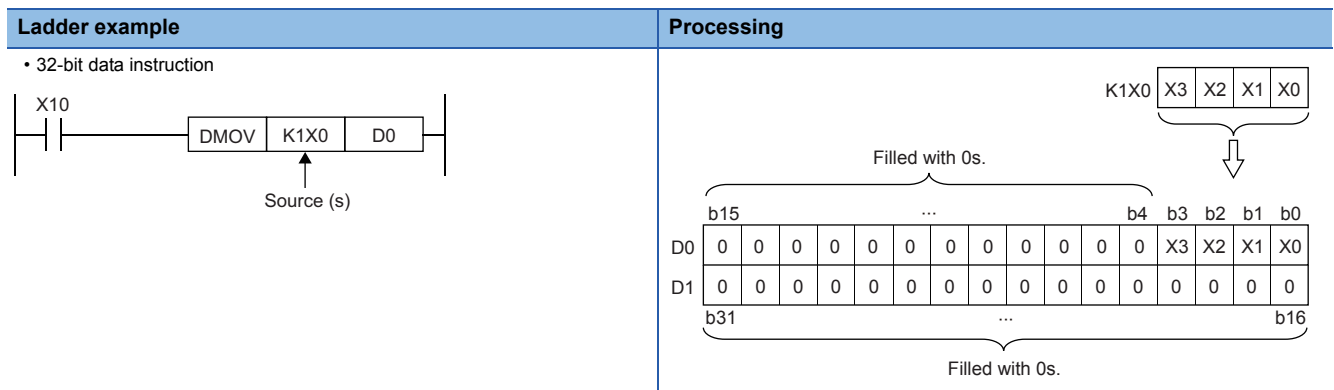 Ladder example
Processing
• 32-bit data instruction
X10
DMOV K1X0 D0
Source (s)
K1X0 X3 X2 X1 X0
Filled with 0s.
b15 ... b4 b3 b2 b1 b0
D0 0 0 0 0 0 0 0 0 0 0 0 0 X3 X2 X1 X0
D1 0 0 0 0 0 0 0 0 0 0 0 0 0 0 0 0
b31 ... b16
Filled with 0s.